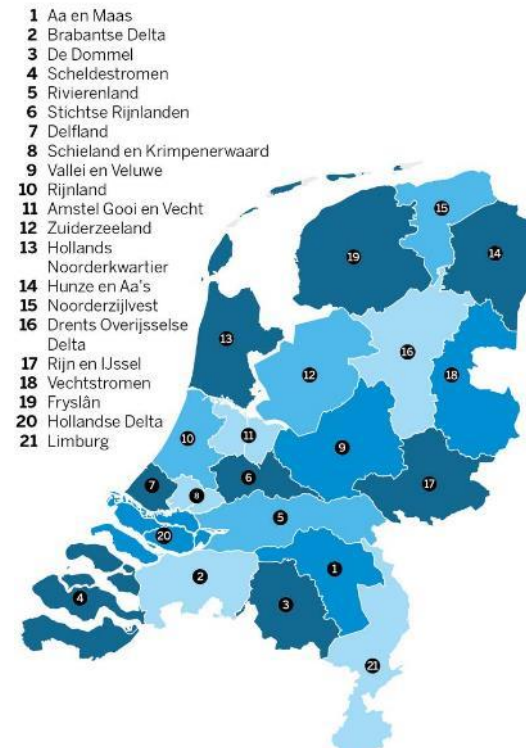 1 Aa en Maas
2 Brabantse Delta
3 De Dommel
4 Scheldestromen
5 Rivierenland
6 Stichtse Rijnlanden
7 Delfland
8 Schieland en Krimpenerwaard
9 Vallei en Veluwe
10 Rijnland
11 Amstel Gooi en Vecht
12 Zuiderzeeland
13 Hollands
Noorderkwartier
14 Hunze en Aa's
15 Noorderzijlvest
16 Drents Overijsselse
Delta
17 Rijn en IJssel
18 Vechtstromen
19 Fryslân
20 Hollandse Delta
21 Limburg
15
14
19
13
16
12
18
10
11
9
6
7
8
17
5
20
1
2
4
3
21